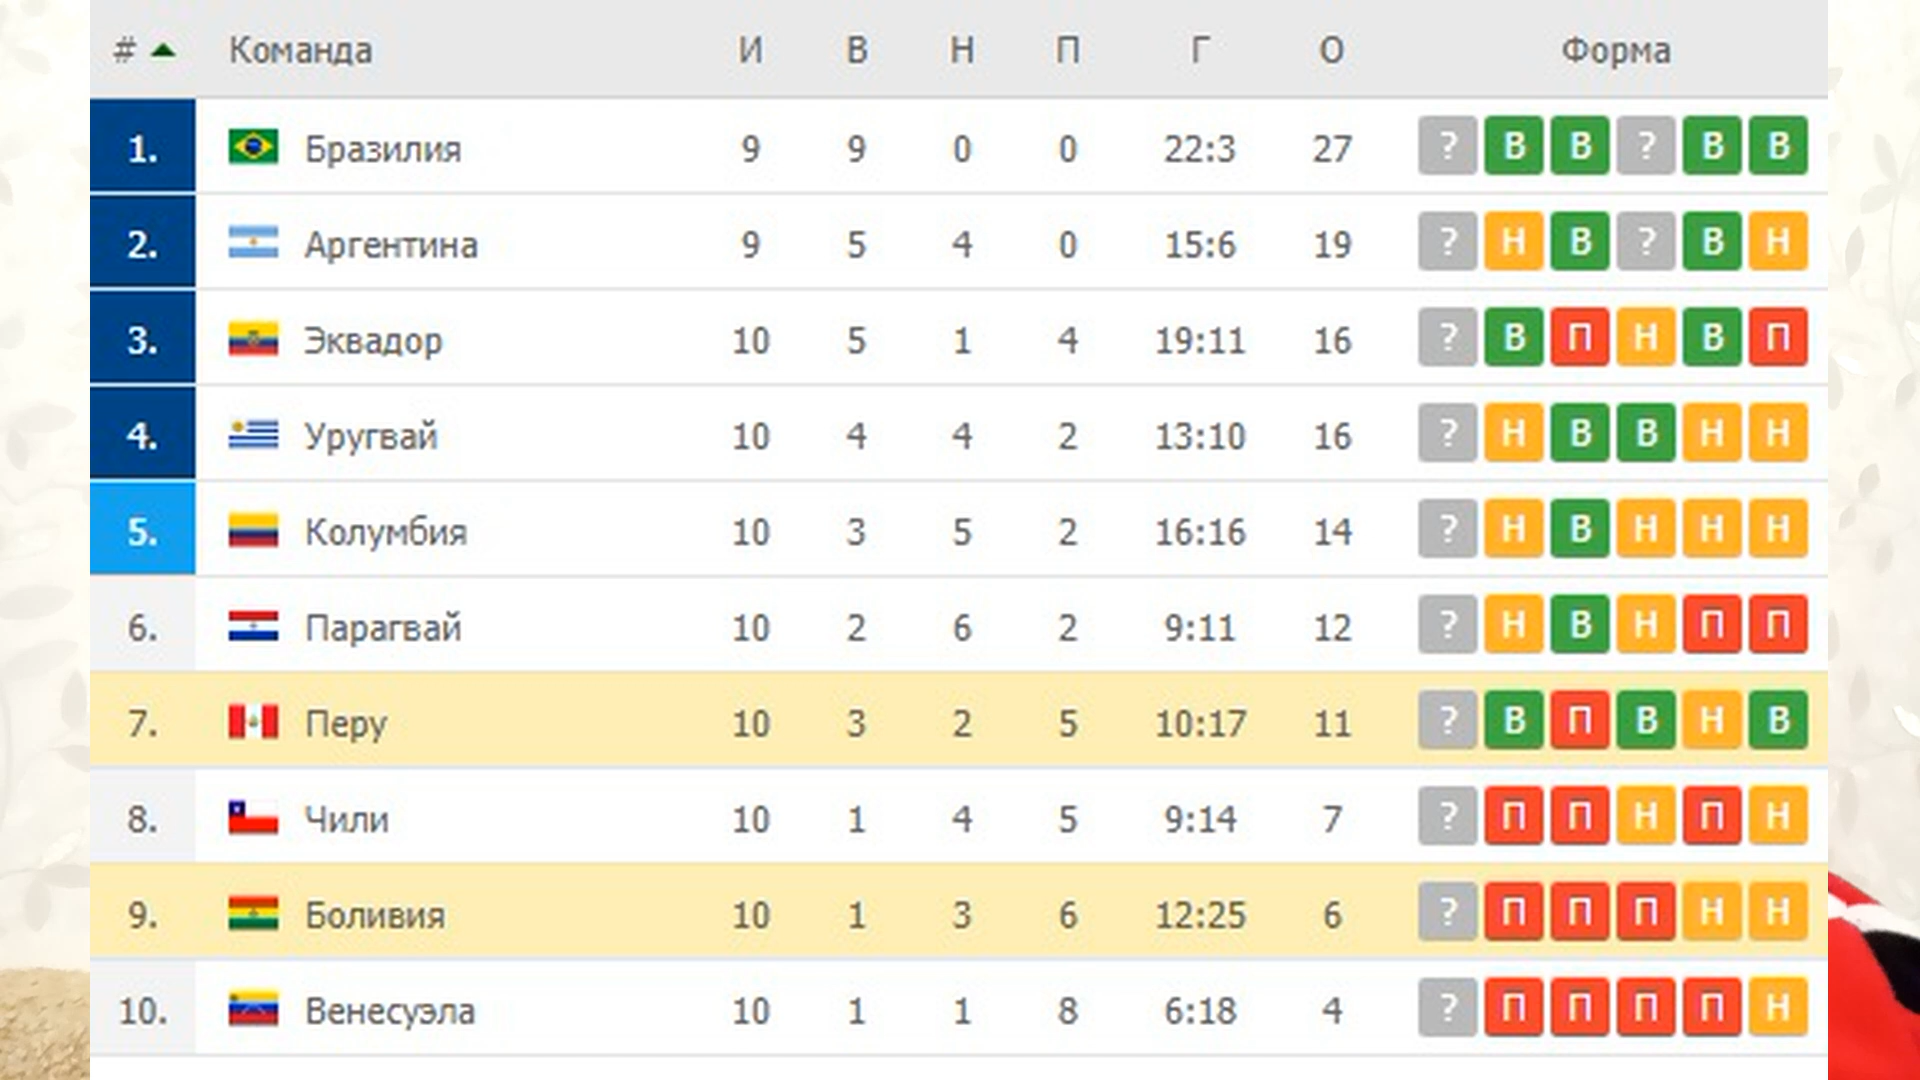 # Команда И В Н П Г О Форма
1. Бразилия 9 9 0 0 22:3 27 ? В В ? В В
2. Аргентина 9 5 4 0 15:6 19 ? Н В ? В Н
3. Эквадор 10 5 1 4 19:11 16 ? В П Н В П
4. Уругвай 10 4 4 2 13:10 16 ? Н В В Н Н
5. Колумбия 10 3 5 2 16:16 14 ? Н В Н Н Н
6. Парагвай 10 2 6 2 9:11 12 ? Н В Н П П
7. Перу 10 3 2 5 10:17 11 ? В П В Н В
8. Чили 10 1 4 5 9:14 7 ? П П Н П Н
9. Боливия 10 1 3 6 12:25 6 ? П П П Н Н
10. Венесуэла 10 1 1 8 6:18 4 ? П П П П Н